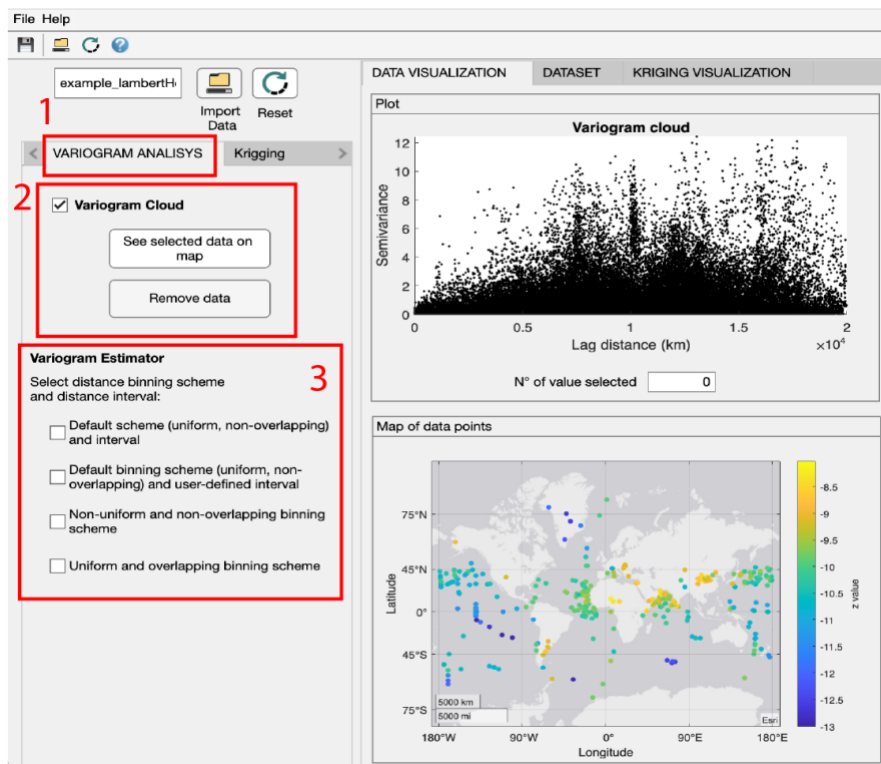 File Help
example_lambertH
Import
Data
Reset
1
< VARIOGRAM ANALISYS Krigging >
2
Variogram Cloud
See selected data on
map
Remove data
Variogram Estimator
3
Select distance binning scheme
and distance interval:
Default scheme (uniform, non-overlapping)
and interval
Default binning scheme (uniform, non-
overlapping) and user-defined interval
Non-uniform and non-overlapping binning
scheme
Uniform and overlapping binning scheme
DATA VISUALIZATION DATASET KRIGING VISUALIZATION
Plot
Variogram cloud
Semivariance
12
10
8
6
4
2
0
0 0.5 1 1.5 2
×10⁴
Lag distance (km)
N° of value selected 0
Map of data points
Latitude
75°N
45°N
0°
45°S
75°S
5000 km
5000 mi
Esri
180°W 90°W 0° 90°E 180°E
Longitude
-8.5
-9
-9.5
-10
-10.5
-11
-11.5
-12
-12.5
-13
z value